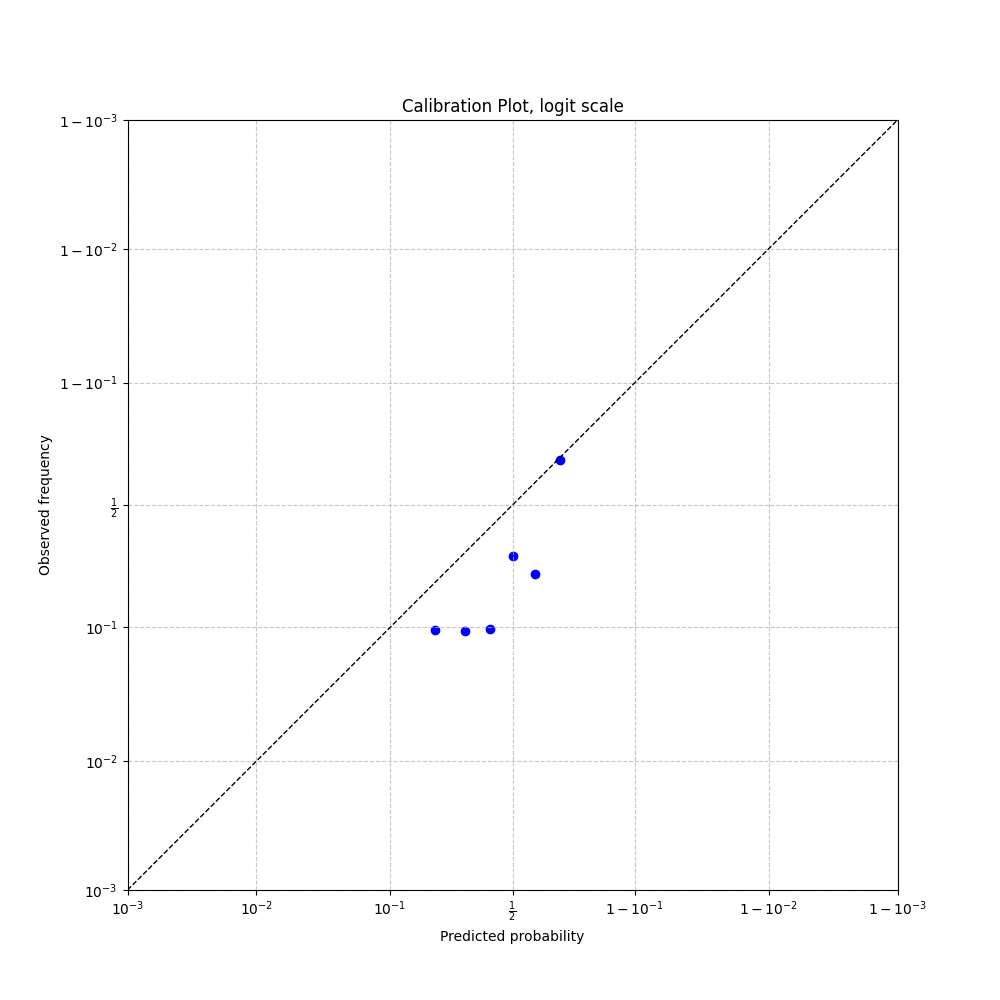 Calibration Plot, logit scale
Observed frequency
1 − 10⁻³
1 − 10⁻²
1 − 10⁻¹
½
10⁻¹
10⁻²
10⁻³
10⁻³ 10⁻² 10⁻¹ ½ 1 − 10⁻¹ 1 − 10⁻² 1 − 10⁻³
Predicted probability